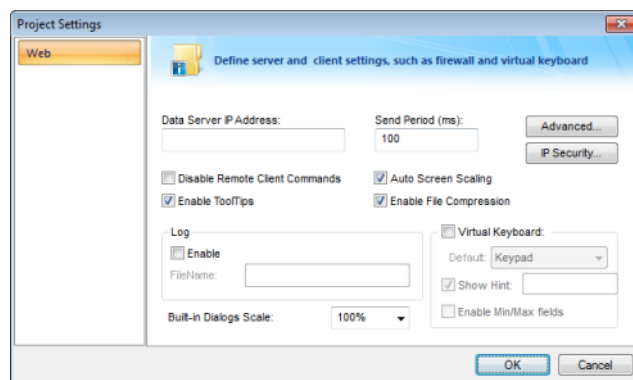 Project Settings
Web
Define server and client settings, such as firewall and virtual keyboard
Data Server IP Address:
Send Period (ms):
100
Advanced...
IP Security...
Disable Remote Client Commands
Auto Screen Scaling
Enable ToolTips
Enable File Compression
Log
Enable
FileName:
Virtual Keyboard:
Default: Keypad
Show Hint:
Enable Min/Max fields
Built-in Dialogs Scale: 100%
OK
Cancel